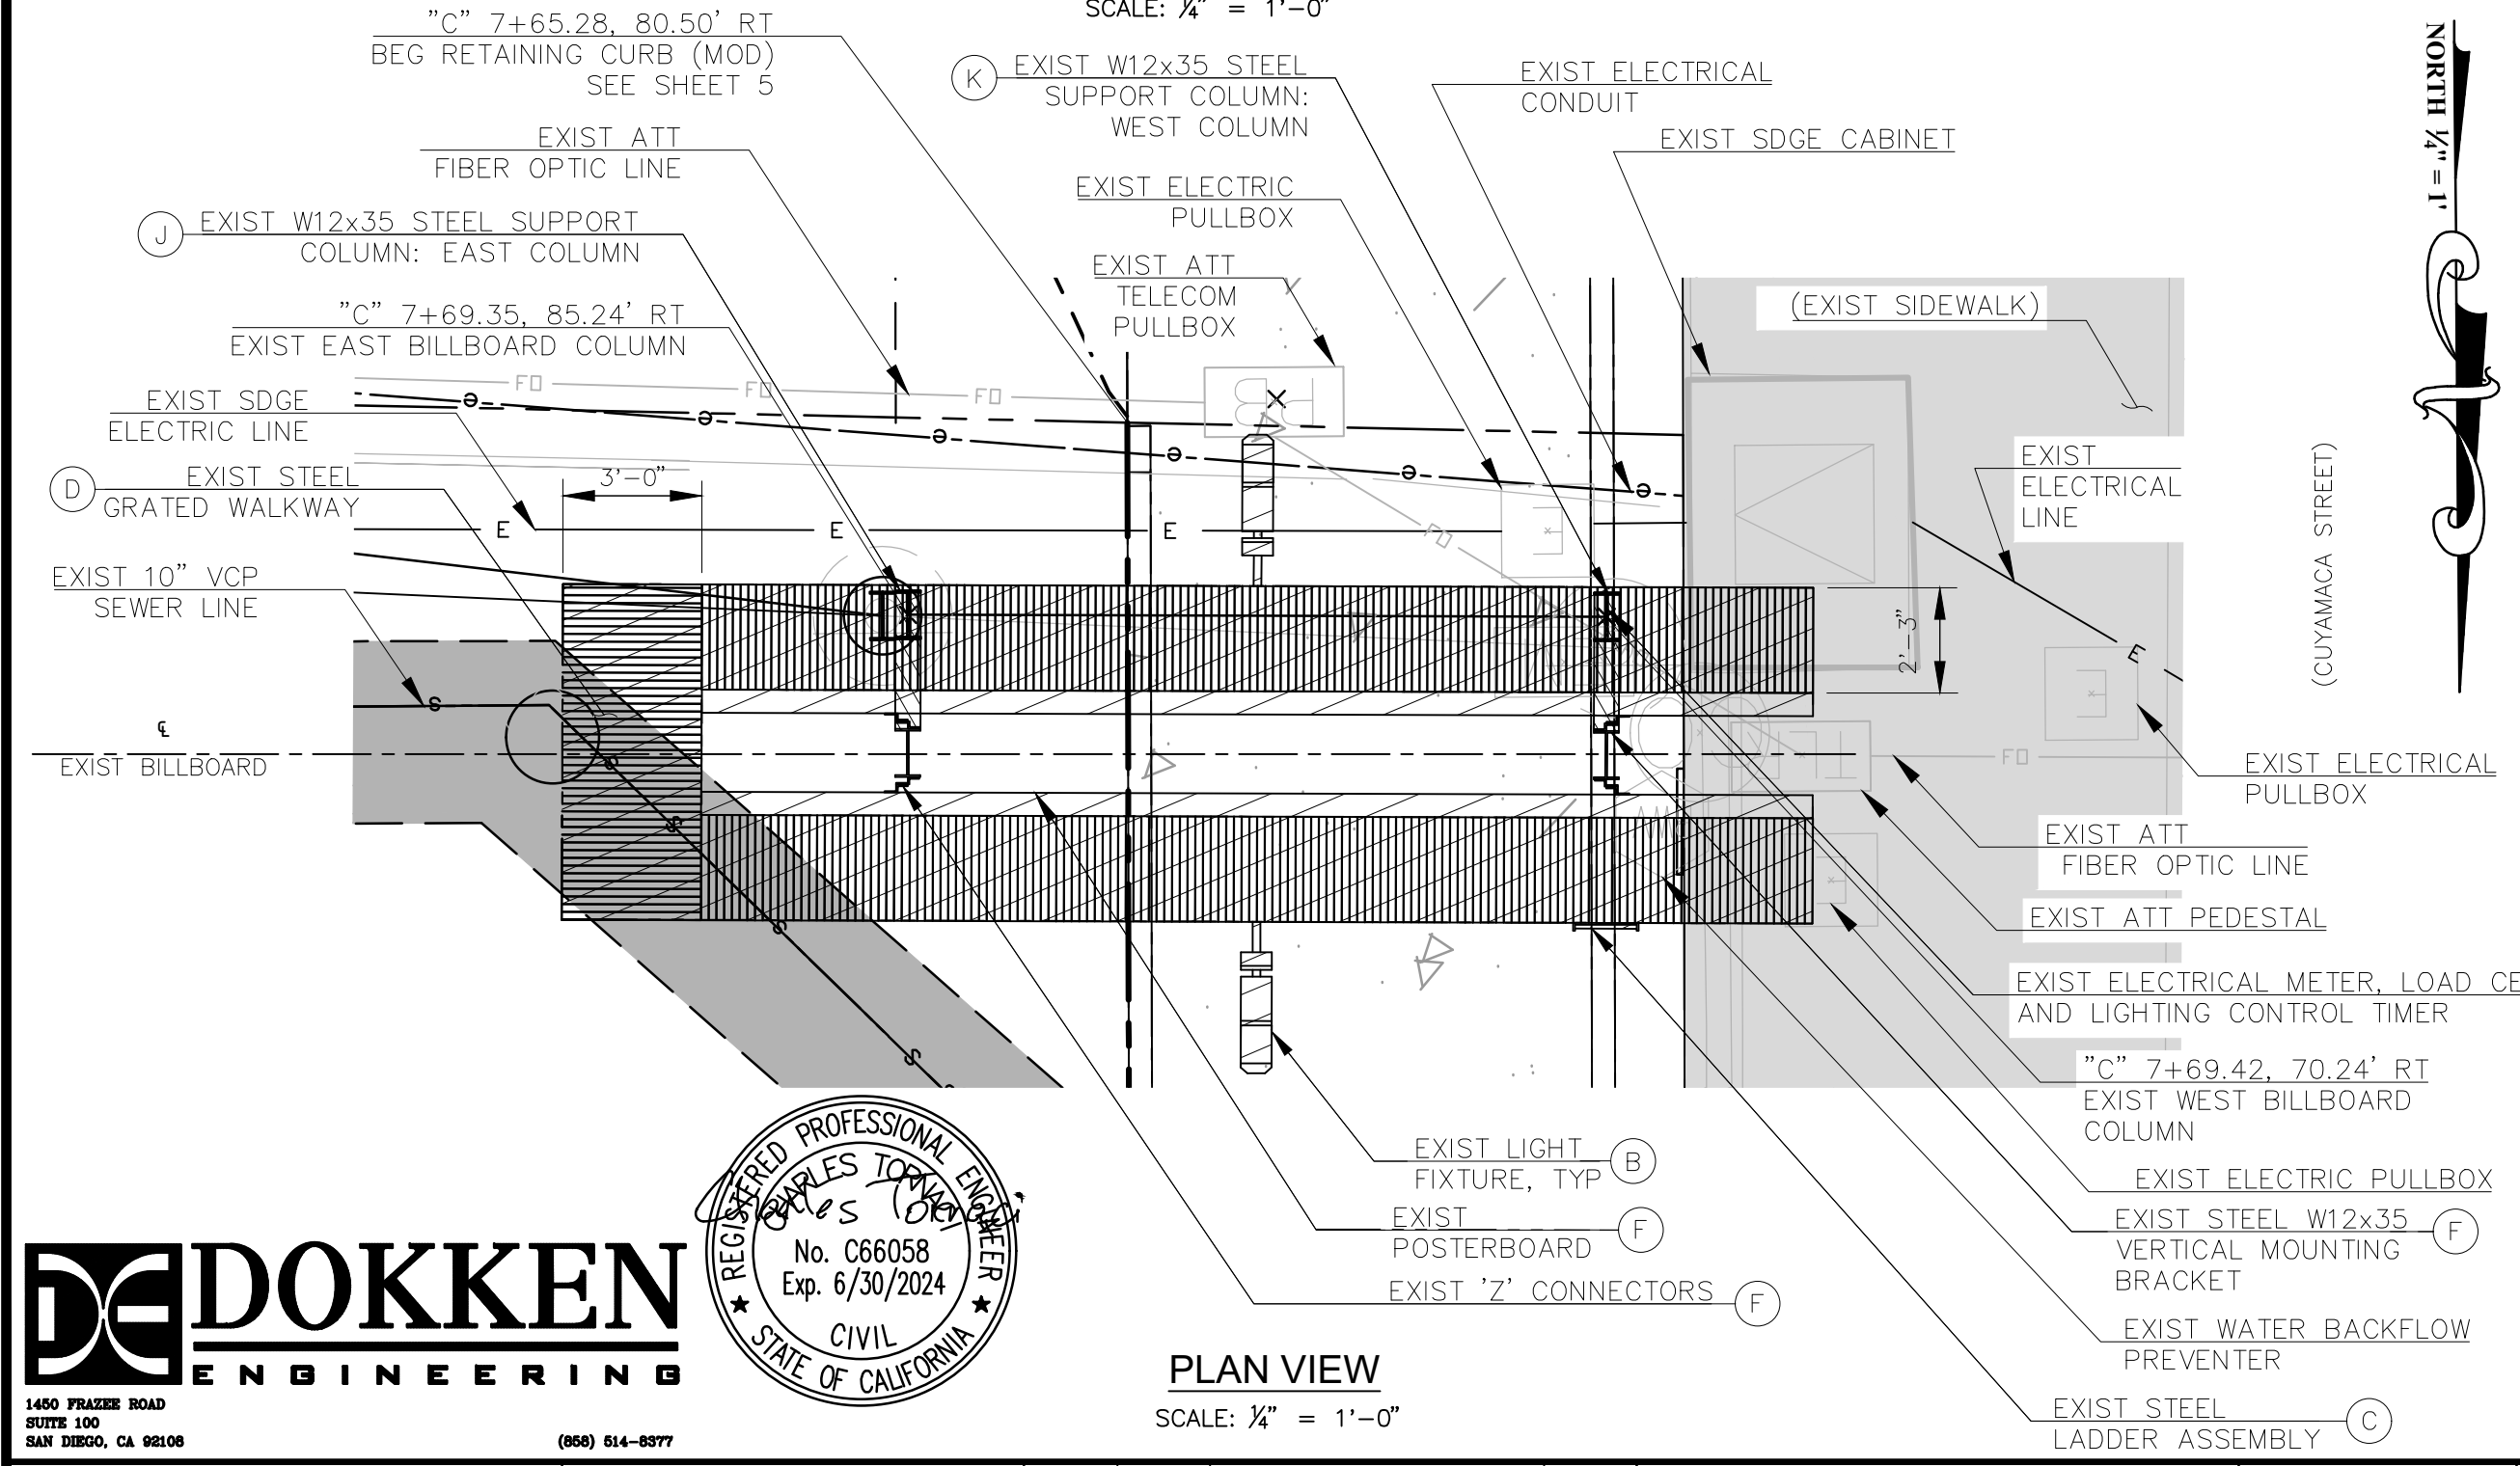 SCALE: ¼" = 1'-0"
"C" 7+65.28, 80.50' RT
BEG RETAINING CURB (MOD)
SEE SHEET 5
K
EXIST W12x35 STEEL
SUPPORT COLUMN:
WEST COLUMN
EXIST ELECTRICAL
CONDUIT
EXIST SDGE CABINET
NORTH ¼" = 1'
EXIST ATT
FIBER OPTIC LINE
EXIST ELECTRIC
PULLBOX
J
EXIST W12x35 STEEL SUPPORT
COLUMN: EAST COLUMN
EXIST ATT
TELECOM
PULLBOX
(EXIST SIDEWALK)
"C" 7+69.35, 85.24' RT
EXIST EAST BILLBOARD COLUMN
FO
FO
FO
EXIST SDGE
ELECTRIC LINE
e
e
e
e
e
e
EXIST
ELECTRICAL
LINE
(CUYAMACA STREET)
D
EXIST STEEL
GRATED WALKWAY
3'-0"
E
E
E
E
FO
EXIST 10" VCP
SEWER LINE
2'-3"
E
E
S
℄
EXIST BILLBOARD
S
FO
EXIST ELECTRICAL
PULLBOX
S
EXIST ATT
FIBER OPTIC LINE
S
EXIST ATT PEDESTAL
EXIST ELECTRICAL METER, LOAD CE
AND LIGHTING CONTROL TIMER
S
"C" 7+69.42, 70.24' RT
EXIST WEST BILLBOARD
COLUMN
EXIST LIGHT
FIXTURE, TYP
B
EXIST ELECTRIC PULLBOX
EXIST
POSTERBOARD
F
EXIST STEEL W12x35
VERTICAL MOUNTING
BRACKET
F
EXIST 'Z' CONNECTORS
F
EXIST WATER BACKFLOW
PREVENTER
EXIST STEEL
LADDER ASSEMBLY
C
REGISTERED PROFESSIONAL ENGINEER
CHARLES TORNACI
No. C66058
Exp. 6/30/2024
CIVIL
STATE OF CALIFORNIA
DOKKEN
ENGINEERING
1450 FRAZEE ROAD
SUITE 100
SAN DIEGO, CA 92108
(858) 514-8377
PLAN VIEW
SCALE: ¼" = 1'-0"